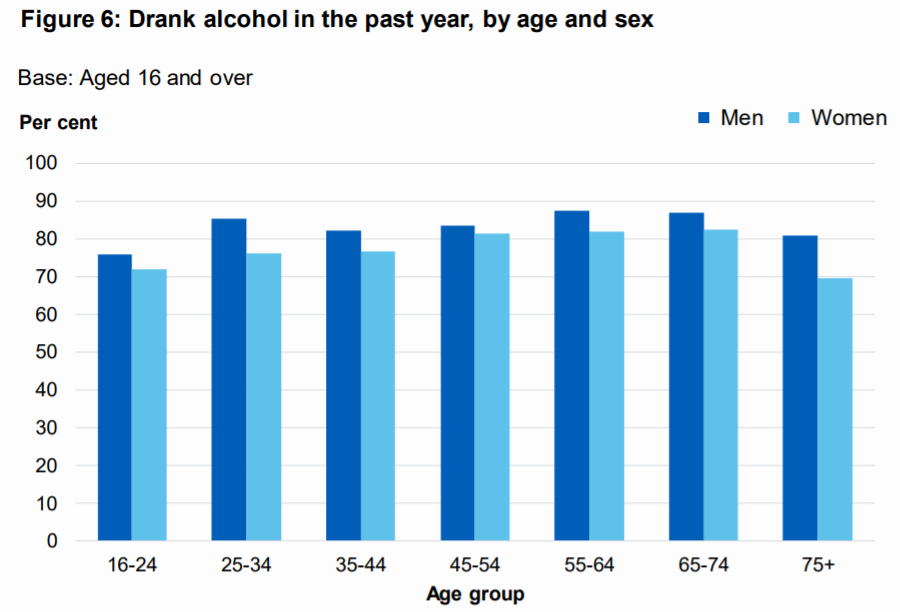 Figure 6: Drank alcohol in the past year, by age and sex
Base: Aged 16 and over
Per cent
Men Women
100
90
80
70
60
50
40
30
20
10
0
16-24 25-34 35-44 45-54 55-64 65-74 75+
Age group